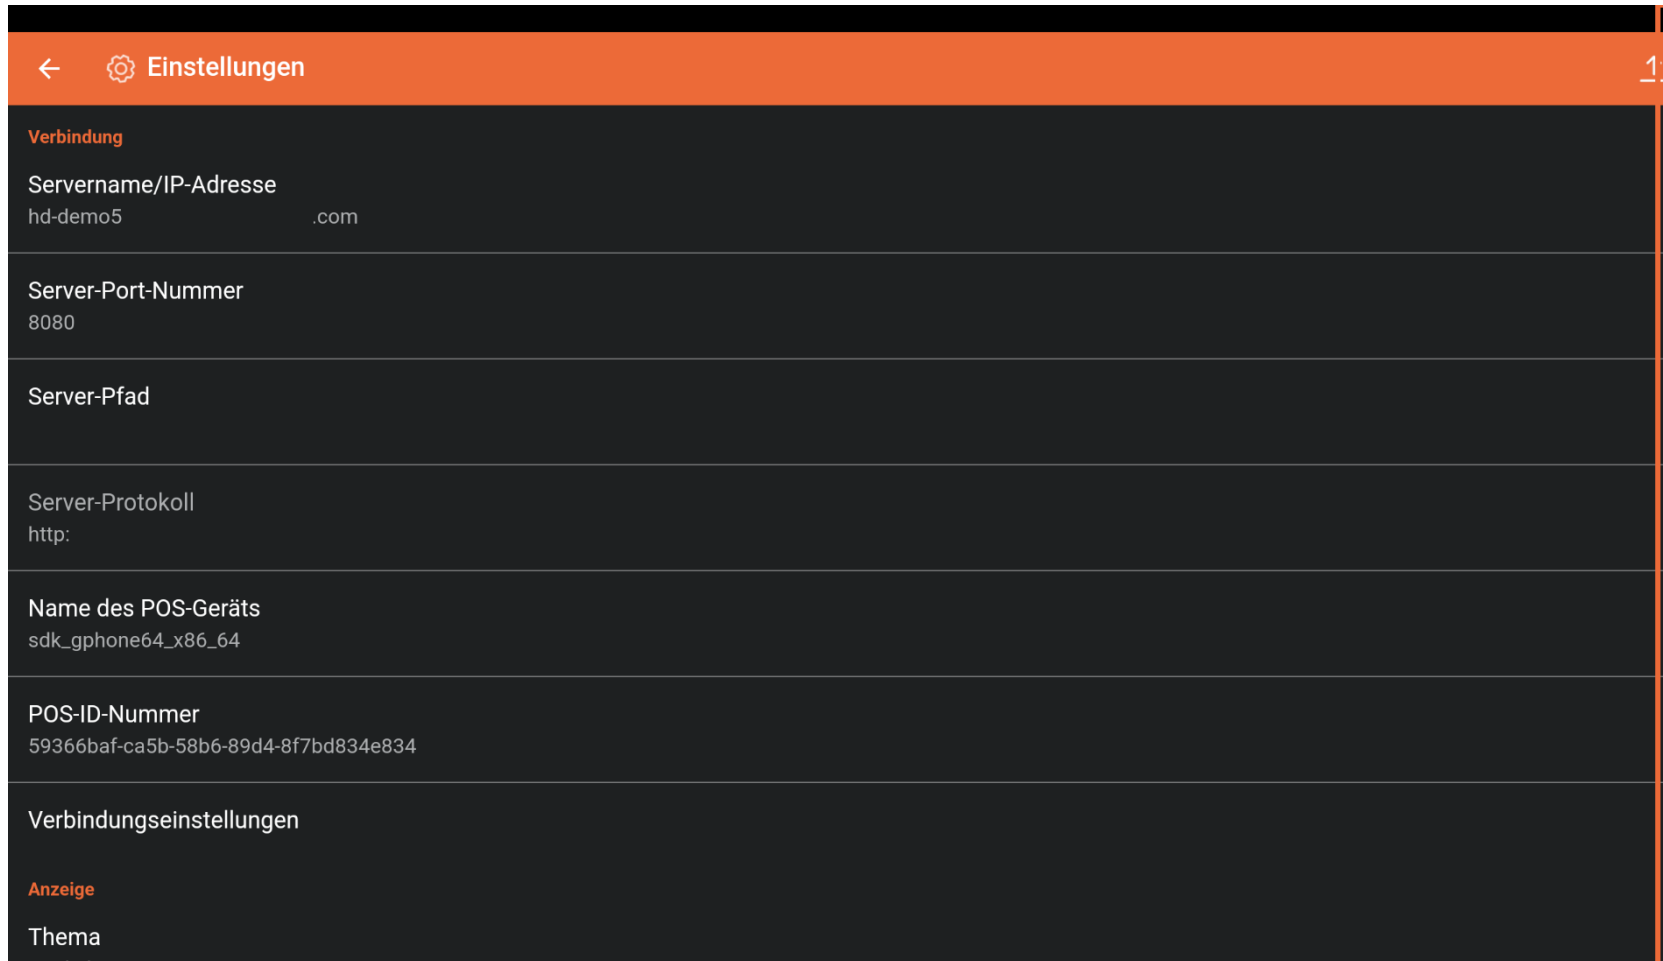 Einstellungen
Verbindung
Servername/IP-Adresse
hd-demo5 .com
Server-Port-Nummer
8080
Server-Pfad
Server-Protokoll
http:
Name des POS-Geräts
sdk_gphone64_x86_64
POS-ID-Nummer
59366baf-ca5b-58b6-89d4-8f7bd834e834
Verbindungseinstellungen
Anzeige
Thema